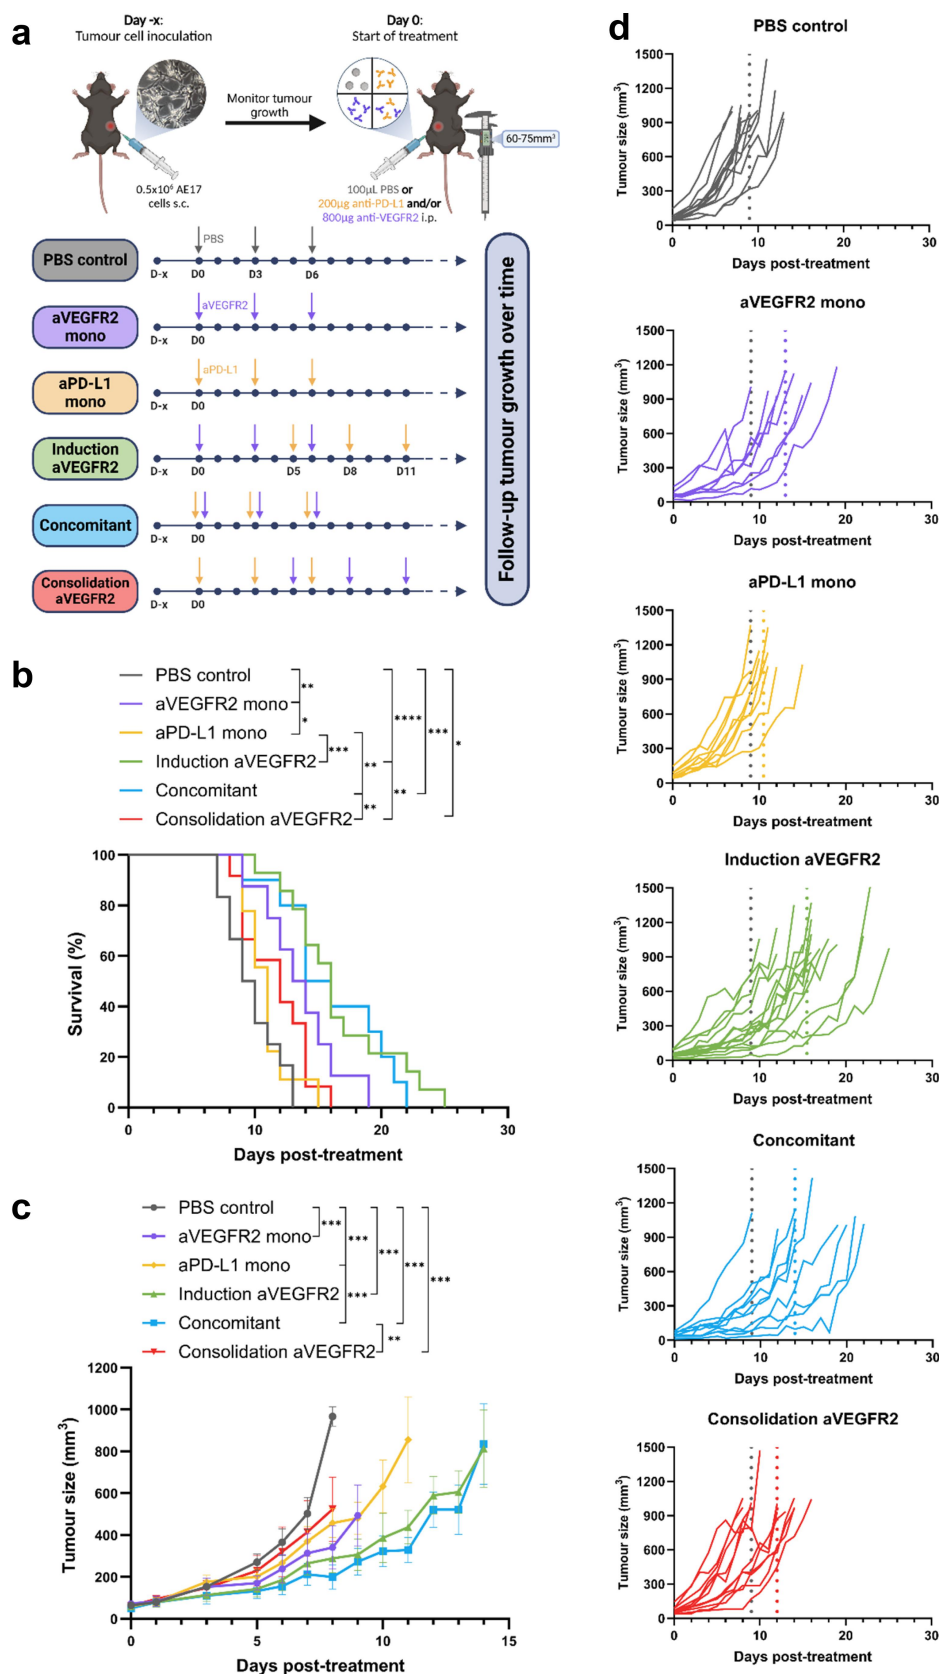 a
Day -x:
Tumour cell inoculation
Day 0:
Start of treatment
Monitor tumour
growth
60-75mm³
0.5x10⁶ AE17
cells s.c.
100µL PBS or
200µg anti-PD-L1 and/or
800µg anti-VEGFR2 i.p.
PBS control
PBS
D-x D0 D3 D6
aVEGFR2
mono
aVEGFR2
D-x D0
aPD-L1
mono
aPD-L1
D-x D0
Induction
aVEGFR2
D-x D0 D5 D8 D11
Concomitant
D-x D0
Consolidation
aVEGFR2
D-x D0
Follow-up tumour growth over time
b
PBS control
aVEGFR2 mono
aPD-L1 mono
Induction aVEGFR2
Concomitant
Consolidation aVEGFR2
** * *** ** ** **** ** *** *
Survival (%)
100
80
60
40
20
0
0 10 20 30
Days post-treatment
c
PBS control
aVEGFR2 mono
aPD-L1 mono
Induction aVEGFR2
Concomitant
Consolidation aVEGFR2
*** *** *** *** *** ** ***
Tumour size (mm³)
1200
1000
800
600
400
200
0
0 5 10 15
Days post-treatment
d
PBS control
Tumour size (mm³)
1500
1200
900
600
300
0
0 10 20 30
Days post-treatment
aVEGFR2 mono
Tumour size (mm³)
1500
1200
900
600
300
0
0 10 20 30
Days post-treatment
aPD-L1 mono
Tumour size (mm³)
1500
1200
900
600
300
0
0 10 20 30
Days post-treatment
Induction aVEGFR2
Tumour size (mm³)
1500
1200
900
600
300
0
0 10 20 30
Days post-treatment
Concomitant
Tumour size (mm³)
1500
1200
900
600
300
0
0 10 20 30
Days post-treatment
Consolidation aVEGFR2
Tumour size (mm³)
1500
1200
900
600
300
0
0 10 20 30
Days post-treatment